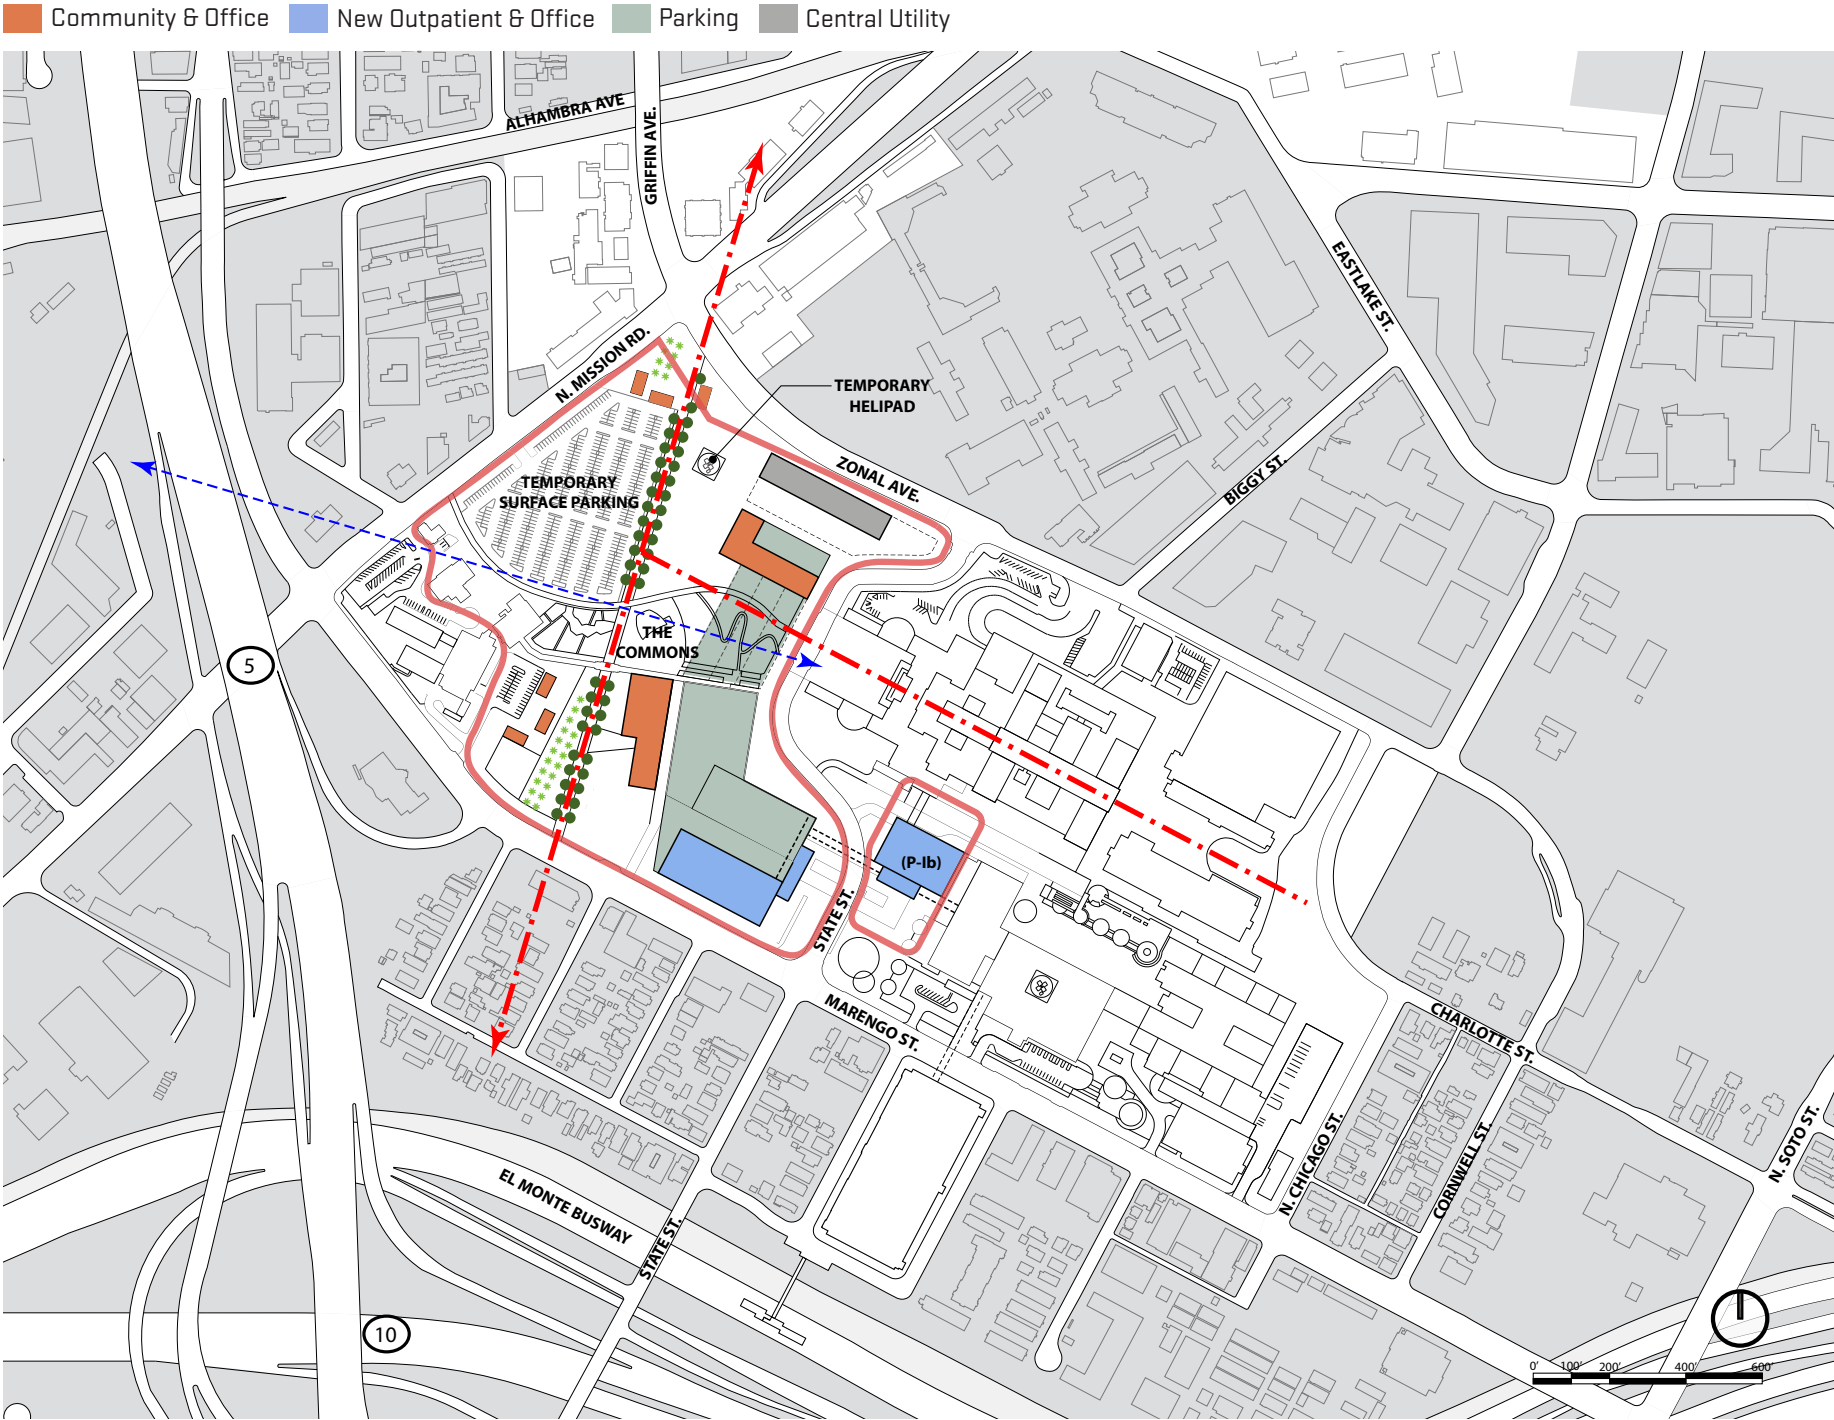 Community & Office
New Outpatient & Office
Parking
Central Utility
ALHAMBRA AVE
GRIFFIN AVE.
N. MISSION RD.
EASTLAKE ST.
TEMPORARY
HELIPAD
ZONAL AVE.
BIGGY ST.
TEMPORARY
SURFACE PARKING
THE
COMMONS
5
(P-Ib)
STATE ST.
MARENGO ST.
CHARLOTTE ST.
N. CHICAGO ST.
CORNWELL ST.
N. SOTO ST.
EL MONTE BUSWAY
STATE ST.
10
0' 100' 200' 400' 600'